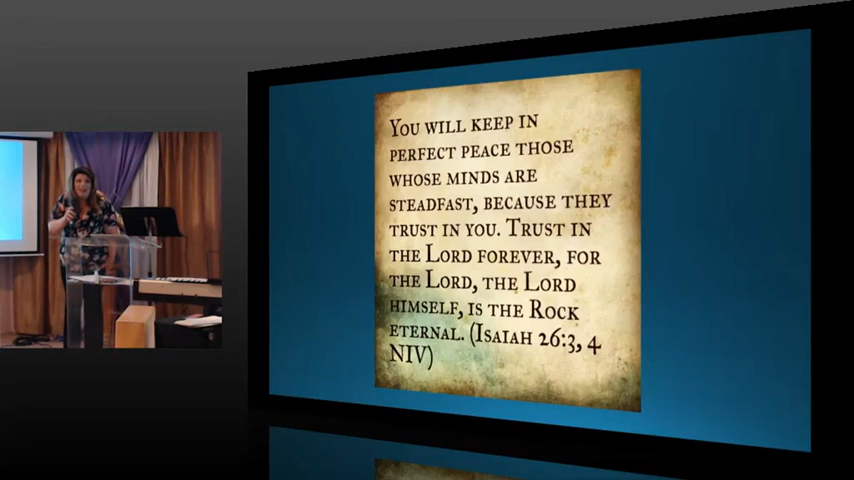 You will keep in
perfect peace those
whose minds are
steadfast, because they
trust in you. Trust in
the Lord forever, for
the Lord, the Lord
himself, is the Rock
eternal. (Isaiah 26:3, 4
NIV)